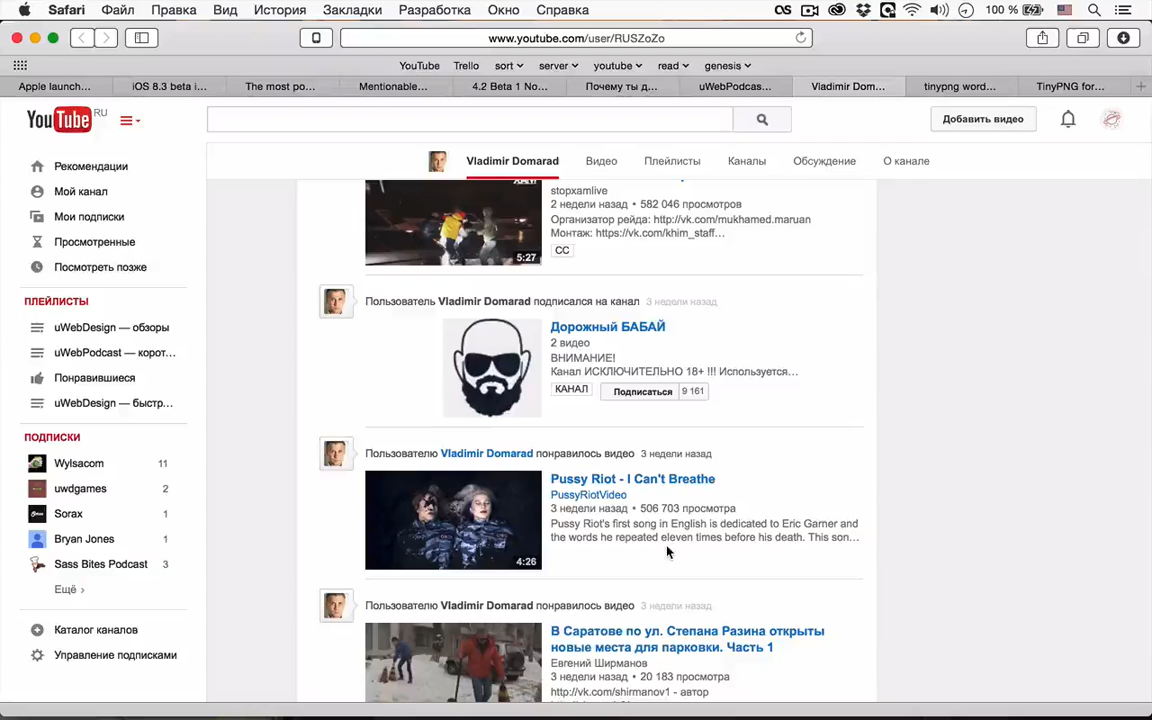 Safari Файл Правка Вид История Закладки Разработка Окно Справка 100 %
www.youtube.com/user/RUSZoZo
YouTube Trello sort server youtube read genesis
Apple launch... iOS 8.3 beta i... The most po... Mentionable... 4.2 Beta 1 No... Почему ты д... uWebPodcas... Vladimir Dom... tinypng word... TinyPNG for...
YouTube RU
Добавить видео
Vladimir Domarad Видео Плейлисты Каналы Обсуждение О канале
Рекомендации
Мой канал
Мои подписки
Просмотренные
Посмотреть позже
ПЛЕЙЛИСТЫ
uWebDesign — обзоры
uWebPodcast — корот...
Понравившиеся
uWebDesign — быстр...
ПОДПИСКИ
Wylsacom 11
uwdgames 2
Sorax 1
Bryan Jones 1
Sass Bites Podcast 3
Ещё ›
Каталог каналов
Управление подписками
stopxamlive
2 недели назад • 582 046 просмотров
Организатор рейда: http://vk.com/mukhamed.maruan
Монтаж: https://vk.com/khim_staff...
CC
5:27
Пользователь Vladimir Domarad подписался на канал 3 недели назад
Дорожный БАБАЙ
2 видео
ВНИМАНИЕ!
Канал ИСКЛЮЧИТЕЛЬНО 18+ !!! Используется...
КАНАЛ Подписаться 9 161
Пользователю Vladimir Domarad понравилось видео 3 недели назад
Pussy Riot - I Can't Breathe
PussyRiotVideo
3 недели назад • 506 703 просмотра
Pussy Riot's first song in English is dedicated to Eric Garner and
the words he repeated eleven times before his death. This son...
4:26
Пользователю Vladimir Domarad понравилось видео 3 недели назад
В Саратове по ул. Степана Разина открыты
новые места для парковки. Часть 1
Евгений Ширманов
3 недели назад • 20 183 просмотра
http://vk.com/shirmanov1 - автор